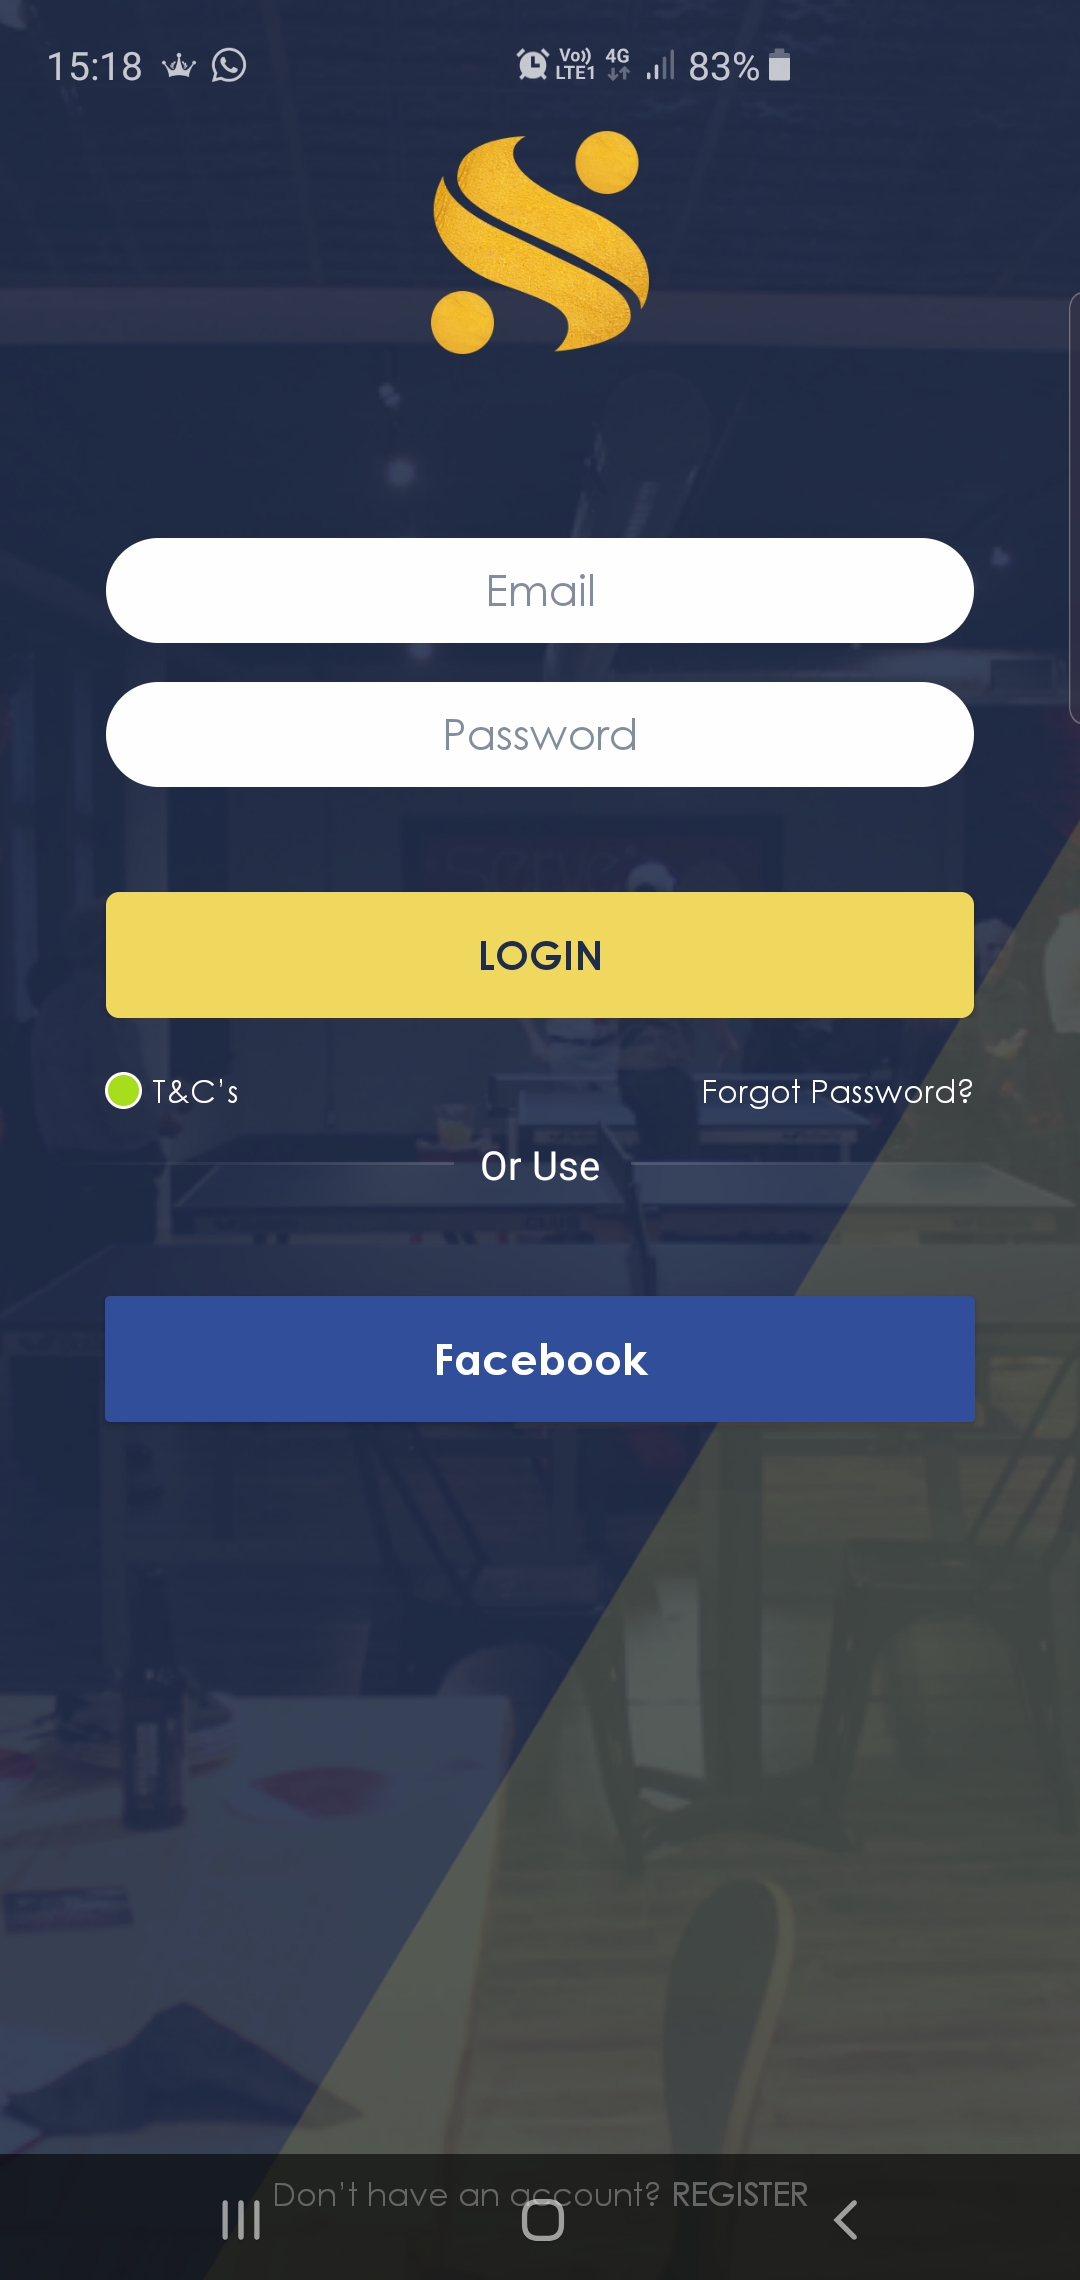 15:18 Vo)) LTE1 4G 83%
Email
Password
Serve
LOGIN
T&C's Forgot Password?
Or Use
Facebook
Don't have an account? REGISTER